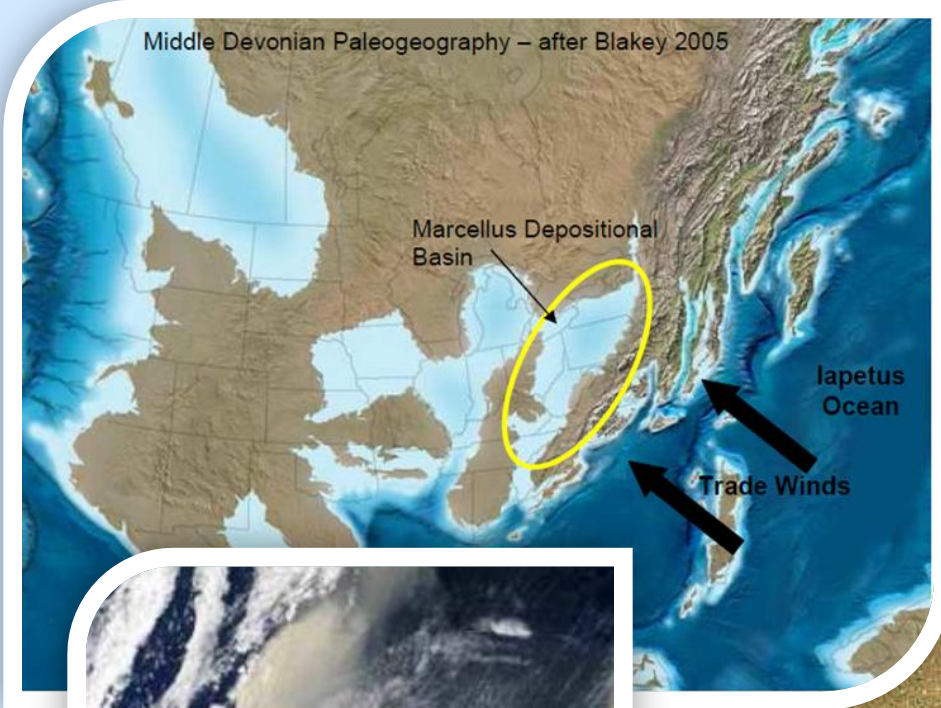 Middle Devonian Paleogeography – after Blakey 2005
Marcellus Depositional
Basin
Iapetus
Ocean
Trade Winds